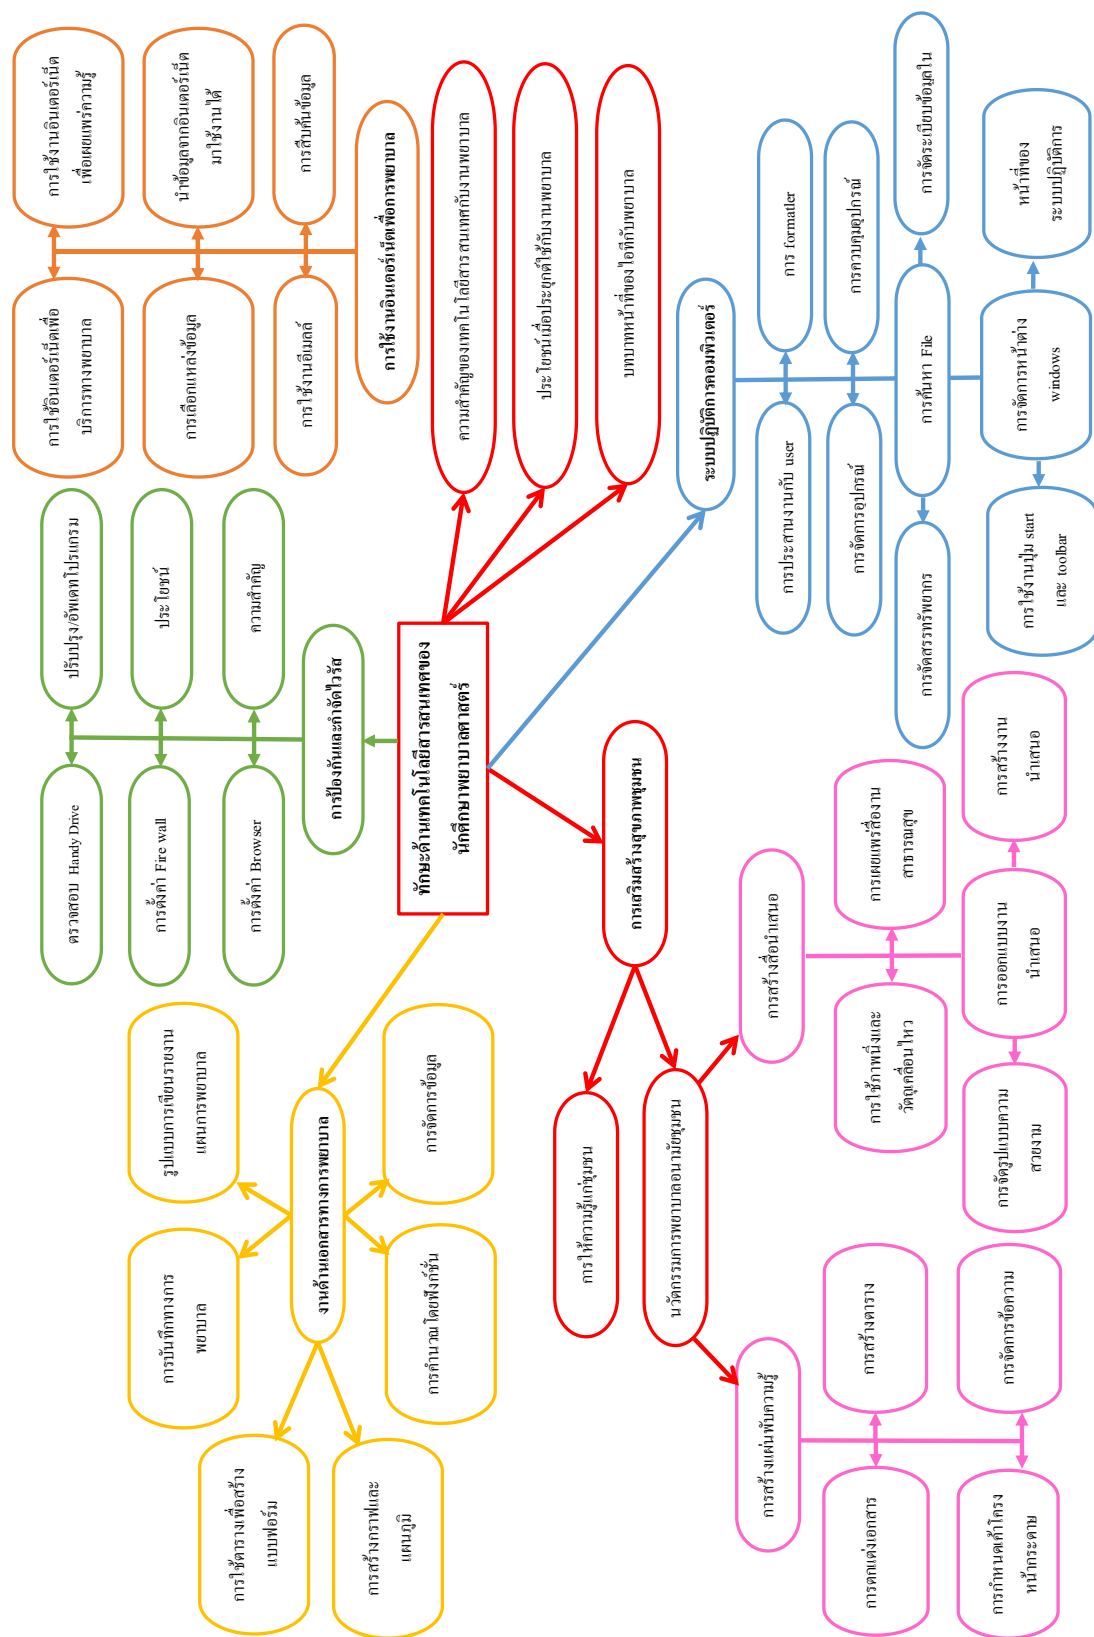 ทักษะด้านเทคโนโลยีสารสนเทศของ
นักศึกษาพยาบาลศาสตร์
งานด้านเอกสารทางการพยาบาล
การบันทึกทางการ
พยาบาล
รูปแบบการเขียนรายงาน
แผนการพยาบาล
การใช้ตารางเพื่อสร้าง
แบบฟอร์ม
การสร้างกราฟและ
แผนภูมิ
การคำนวณโดยฟังก์ชั่น
การจัดการข้อมูล
การป้องกันและกำจัดไวรัส
ตรวจสอบ Handy Drive
ปรับปรุง/อัพเดทโปรแกรม
การตั้งค่า Fire wall
ประโยชน์
การตั้งค่า Browser
ความสำคัญ
การใช้งานอินเตอร์เน็ตเพื่อการพยาบาล
การใช้อินเตอร์เน็ตเพื่อ
บริการทางพยาบาล
การใช้งานอินเตอร์เน็ต
เพื่อเผยแพร่ความรู้
การเลือกแหล่งข้อมูล
นำข้อมูลจากอินเตอร์เน็ต
มาใช้งานได้
การใช้งานอีเมลล์
การสืบค้นข้อมูล
ความสำคัญของเทคโนโลยีสารสนเทศกับงานพยาบาล
ประโยชน์เมื่อประยุกต์ใช้กับงานพยาบาล
บทบาทหน้าที่ของไอทีกับพยาบาล
ระบบปฏิบัติการคอมพิวเตอร์
การประสานงานกับ user
การ formatler
การจัดการอุปกรณ์
การควบคุมอุปกรณ์
การจัดสรรทรัพยากร
การค้นหา File
การจัดระเบียบข้อมูลใน
การใช้งานปุ่ม start
และ toolbar
การจัดการหน้าต่าง
windows
หน้าที่ของ
ระบบปฏิบัติการ
การเสริมสร้างสุขภาพชุมชน
การให้ความรู้แก่ชุมชน
นวัตกรรมการพยาบาลอนามัยชุมชน
การสร้างสื่อนำเสนอ
การใช้ภาพนิ่งและ
วัตถุเคลื่อนไหว
การเผยแพร่สื่องาน
สาธารณสุข
การจัดรูปแบบความ
สวยงาม
การออกแบบงาน
นำเสนอ
การสร้างงาน
นำเสนอ
การสร้างแผ่นพับความรู้
การตกแต่งเอกสาร
การสร้างตาราง
การกำหนดเค้าโครง
หน้ากระดาษ
การจัดการข้อความ